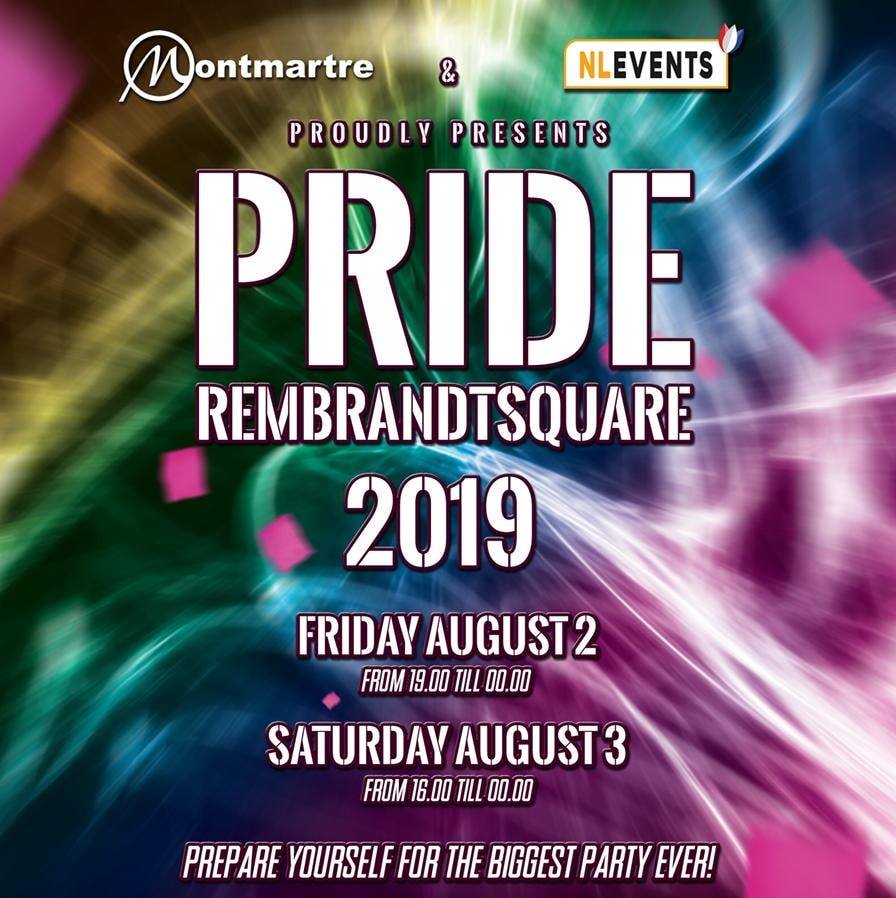 Montmartre & NLEVENTS
PROUDLY PRESENTS
PRIDE
REMBRANDTSQUARE
2019
FRIDAY AUGUST 2
FROM 19.00 TILL 00.00
SATURDAY AUGUST 3
FROM 16.00 TILL 00.00
PREPARE YOURSELF FOR THE BIGGEST PARTY EVER!